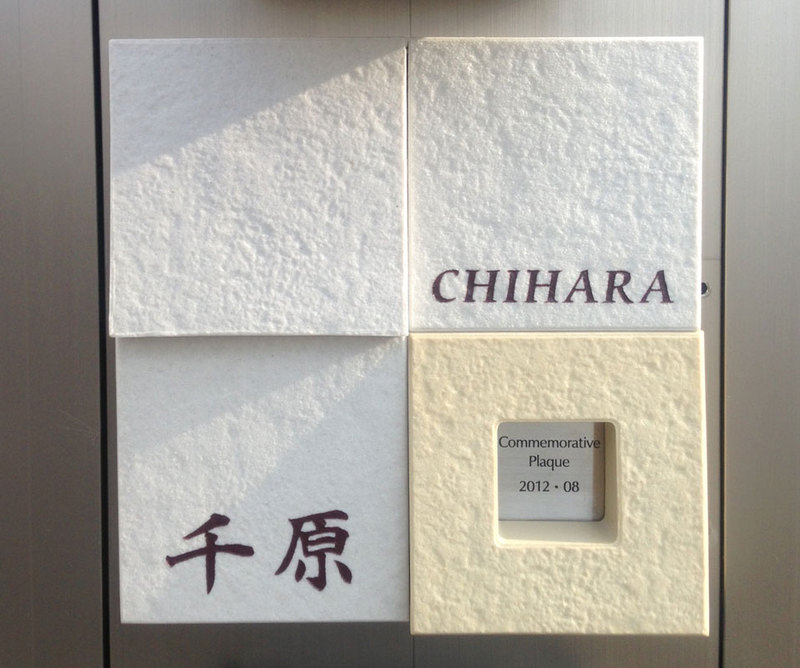 CHIHARA
千原
Commemorative
Plaque
2012・08